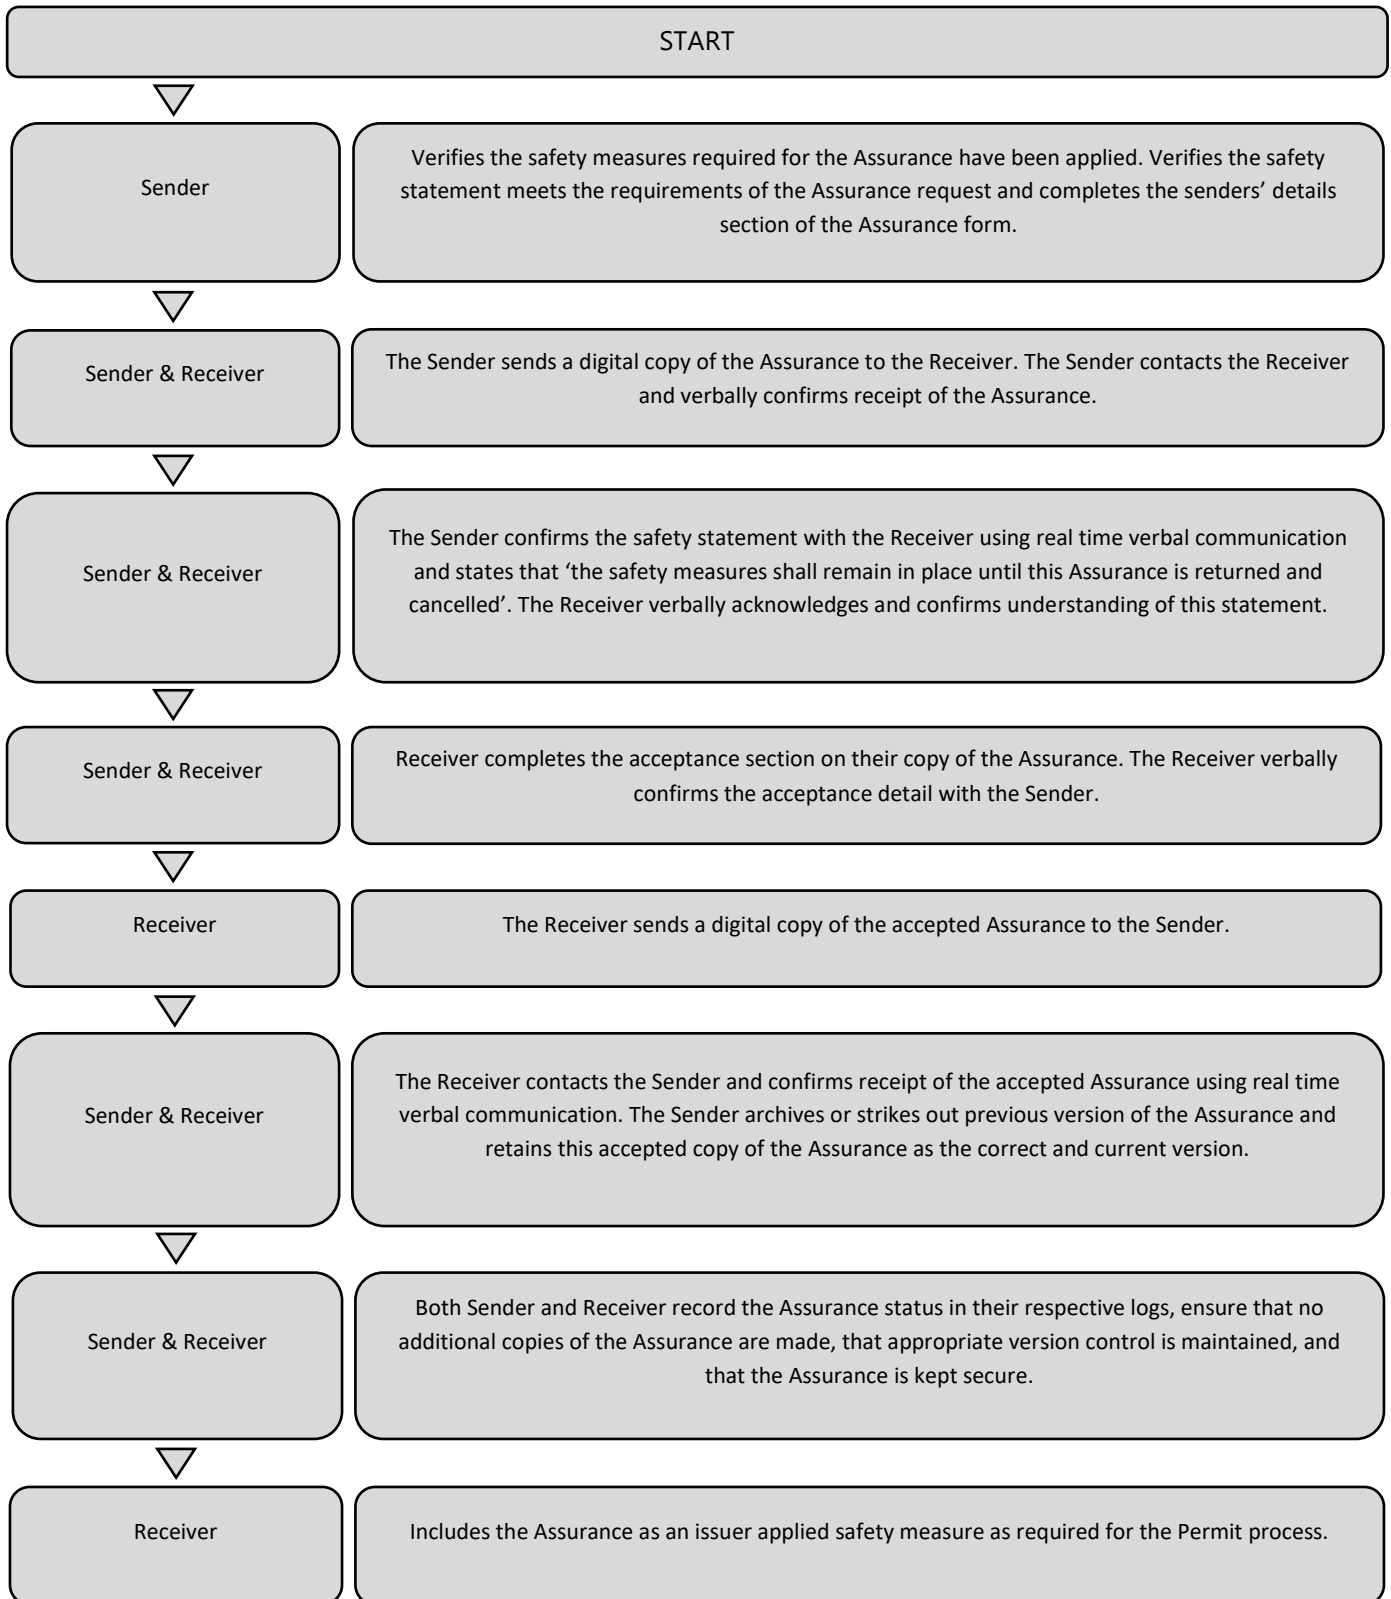 START
Sender
Verifies the safety measures required for the Assurance have been applied. Verifies the safety
statement meets the requirements of the Assurance request and completes the senders’ details
section of the Assurance form.
Sender & Receiver
The Sender sends a digital copy of the Assurance to the Receiver. The Sender contacts the Receiver
and verbally confirms receipt of the Assurance.
Sender & Receiver
The Sender confirms the safety statement with the Receiver using real time verbal communication
and states that ‘the safety measures shall remain in place until this Assurance is returned and
cancelled’. The Receiver verbally acknowledges and confirms understanding of this statement.
Sender & Receiver
Receiver completes the acceptance section on their copy of the Assurance. The Receiver verbally
confirms the acceptance detail with the Sender.
Receiver
The Receiver sends a digital copy of the accepted Assurance to the Sender.
Sender & Receiver
The Receiver contacts the Sender and confirms receipt of the accepted Assurance using real time
verbal communication. The Sender archives or strikes out previous version of the Assurance and
retains this accepted copy of the Assurance as the correct and current version.
Sender & Receiver
Both Sender and Receiver record the Assurance status in their respective logs, ensure that no
additional copies of the Assurance are made, that appropriate version control is maintained, and
that the Assurance is kept secure.
Receiver
Includes the Assurance as an issuer applied safety measure as required for the Permit process.